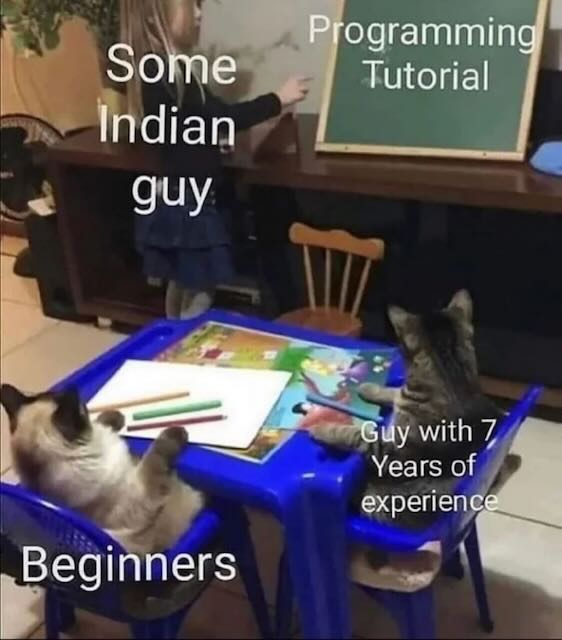 Programming
Tutorial
Some
Indian
guy
Guy with 7
Years of
experience
Beginners